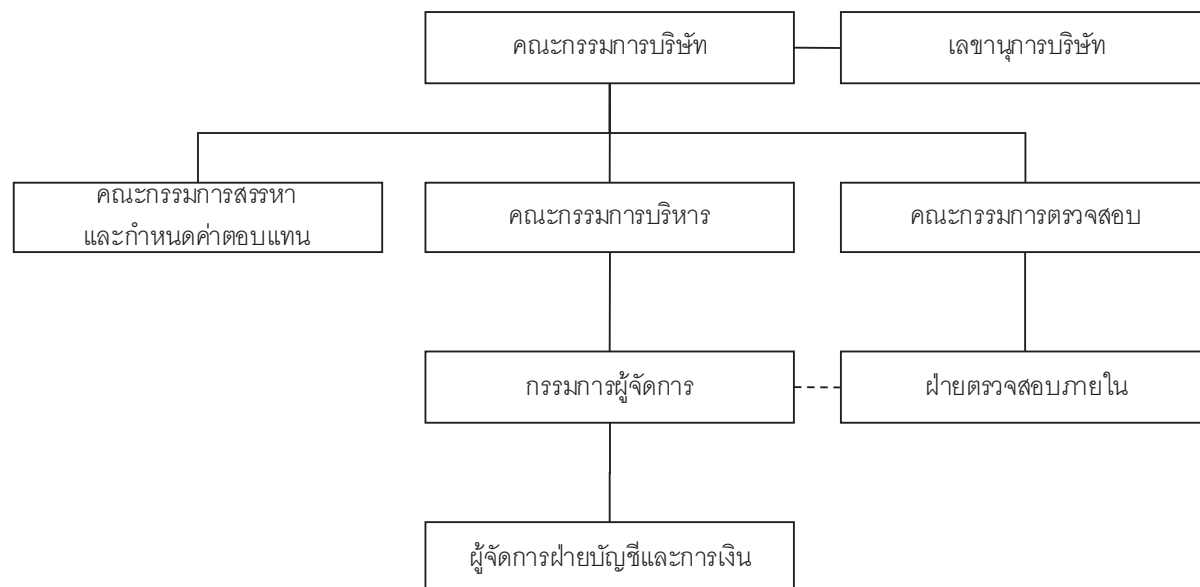 คณะกรรมการบริษัท
เลขานุการบริษัท
คณะกรรมการสรรหา
และกำหนดค่าตอบแทน
คณะกรรมการบริหาร
คณะกรรมการตรวจสอบ
กรรมการผู้จัดการ
ฝ่ายตรวจสอบภายใน
ผู้จัดการฝ่ายบัญชีและการเงิน